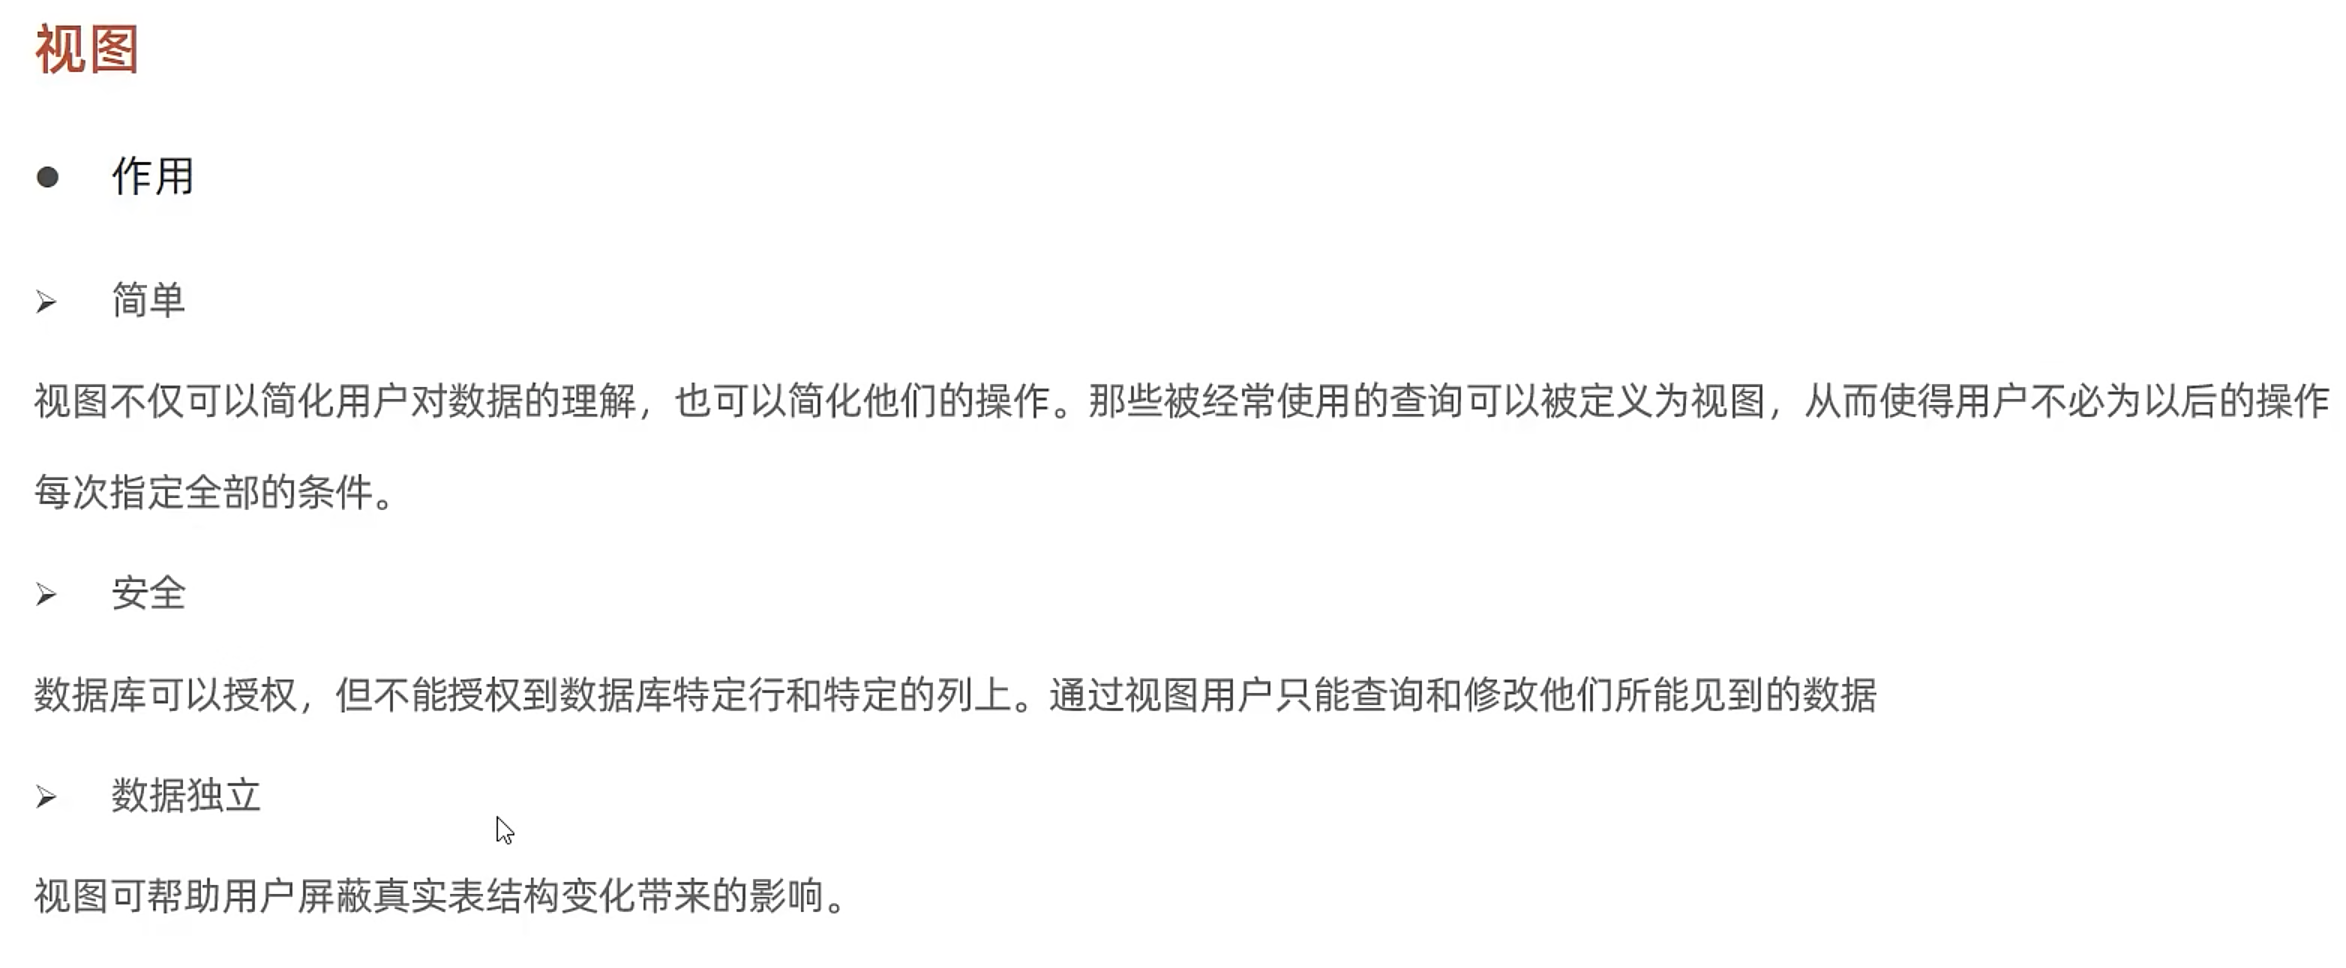 视图
● 作用
➢ 简单
视图不仅可以简化用户对数据的理解，也可以简化他们的操作。那些被经常使用的查询可以被定义为视图，从而使得用户不必为以后的操作
每次指定全部的条件。
➢ 安全
数据库可以授权，但不能授权到数据库特定行和特定的列上。通过视图用户只能查询和修改他们所能见到的数据
➢ 数据独立
视图可帮助用户屏蔽真实表结构变化带来的影响。